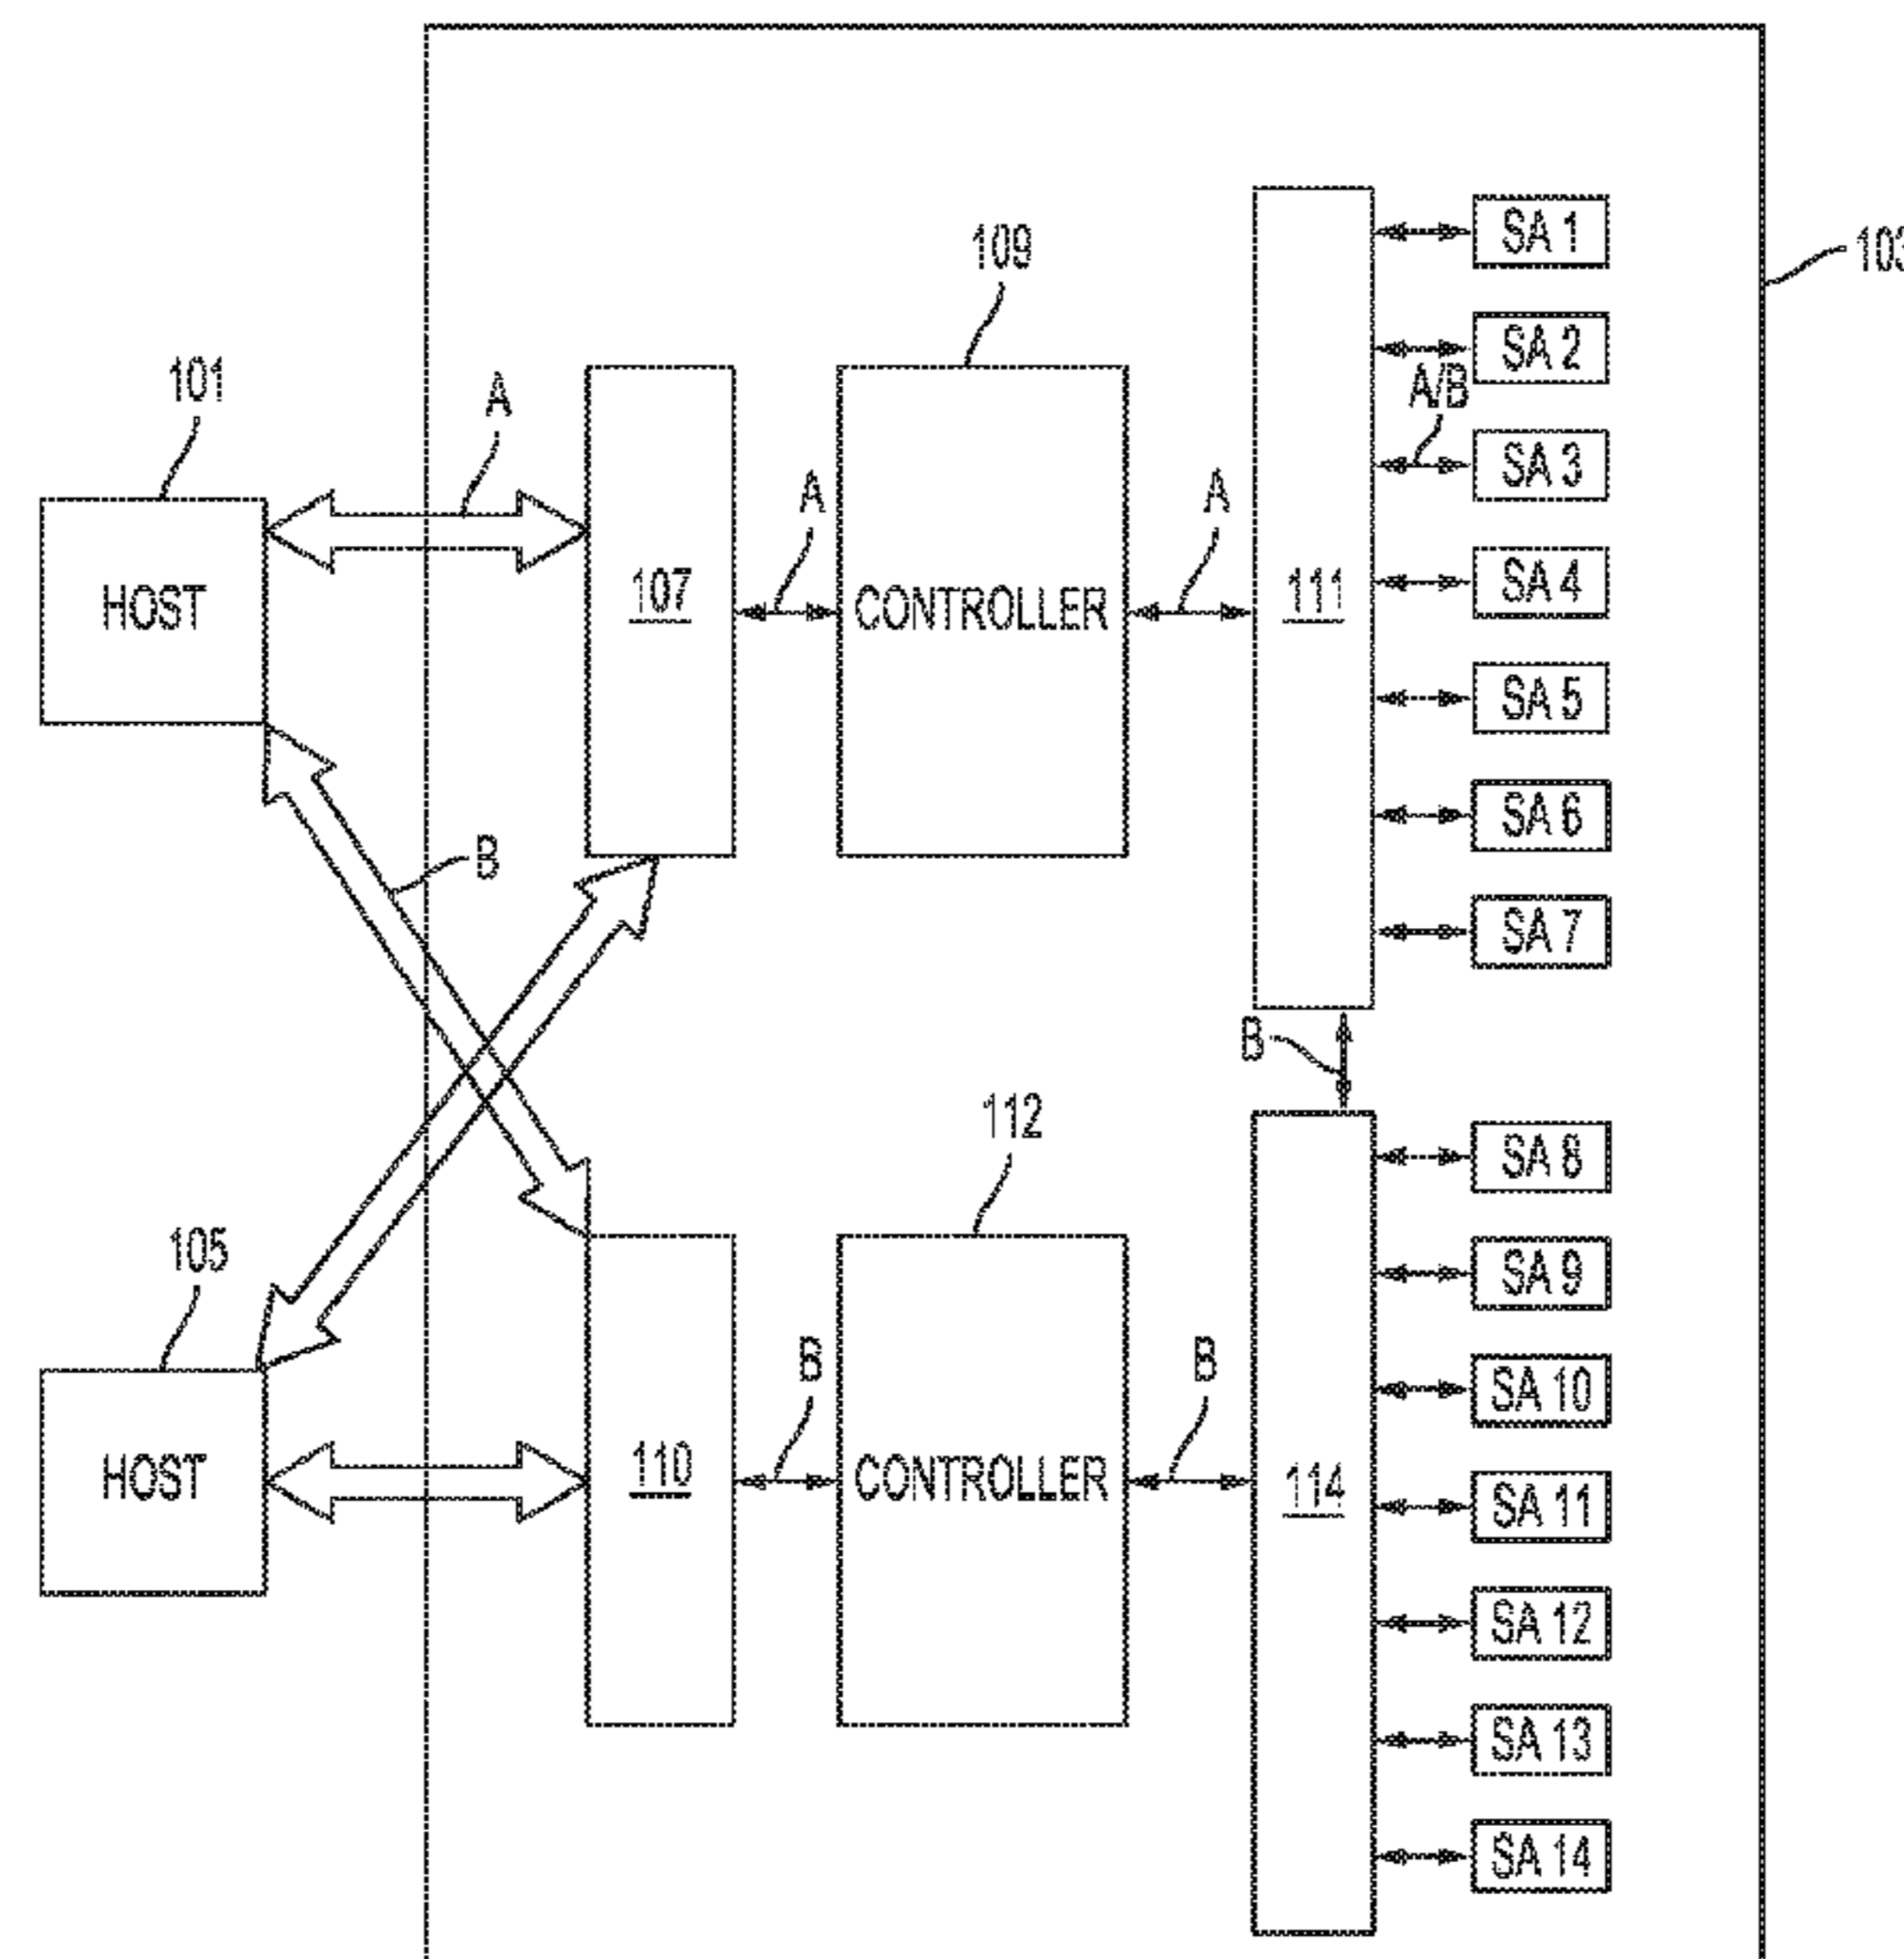 SA 1
109
103
SA 2
101
A
A/B
SA 3
A
A
SA 4
HOST
107
CONTROLLER
111
SA 5
SA 6
B
SA 7
B
112
SA 8
105
SA 9
B
B
SA 10
HOST
110
CONTROLLER
114
SA 11
SA 12
SA 13
SA 14